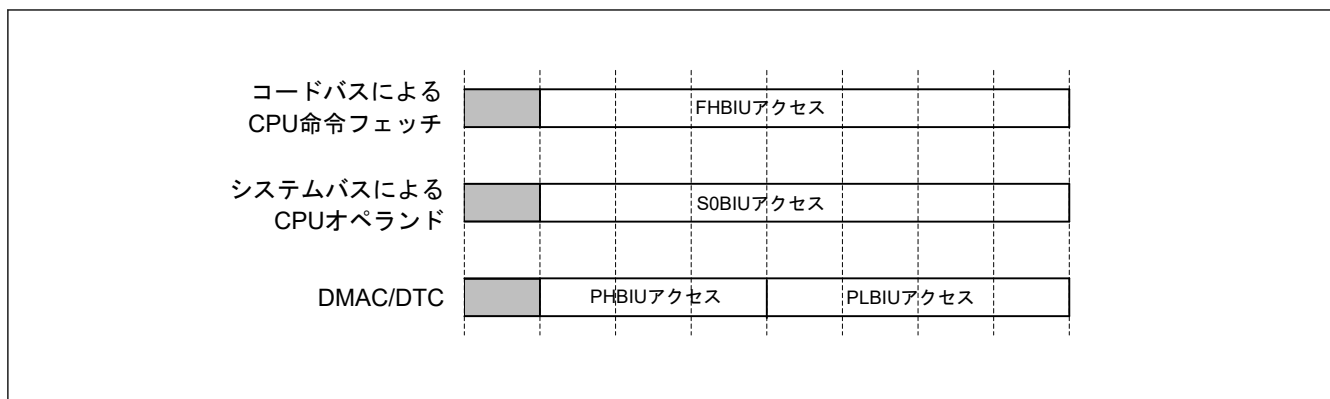 コードバスによる
CPU命令フェッチ
FHBIUアクセス
システムバスによる
CPUオペランド
S0BIUアクセス
DMAC/DTC
PHBIUアクセス
PLBIUアクセス